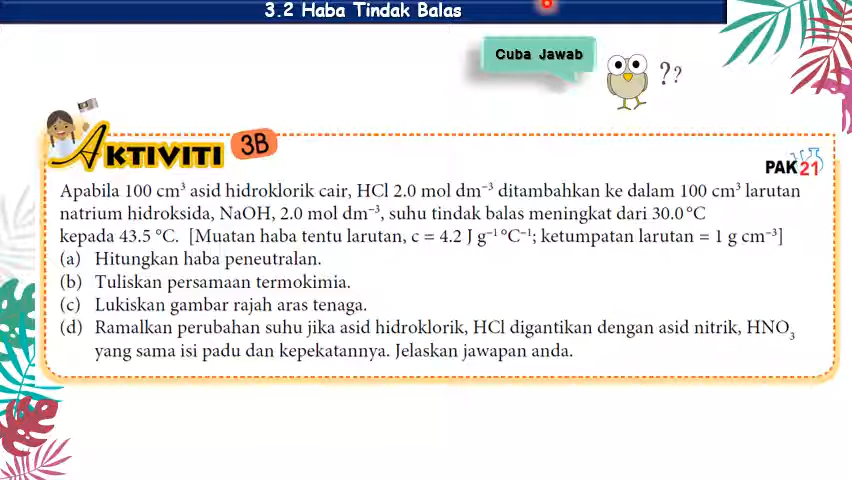 3.2 Haba Tindak Balas
Cuba Jawab
??
AKTIVITI 3B
PAK 21
Apabila 100 cm³ asid hidroklorik cair, HCl 2.0 mol dm⁻³ ditambahkan ke dalam 100 cm³ larutan
natrium hidroksida, NaOH, 2.0 mol dm⁻³, suhu tindak balas meningkat dari 30.0 °C
kepada 43.5 °C. [Muatan haba tentu larutan, c = 4.2 J g⁻¹ °C⁻¹; ketumpatan larutan = 1 g cm⁻³]
(a) Hitungkan haba peneutralan.
(b) Tuliskan persamaan termokimia.
(c) Lukiskan gambar rajah aras tenaga.
(d) Ramalkan perubahan suhu jika asid hidroklorik, HCl digantikan dengan asid nitrik, HNO₃
yang sama isi padu dan kepekatannya. Jelaskan jawapan anda.